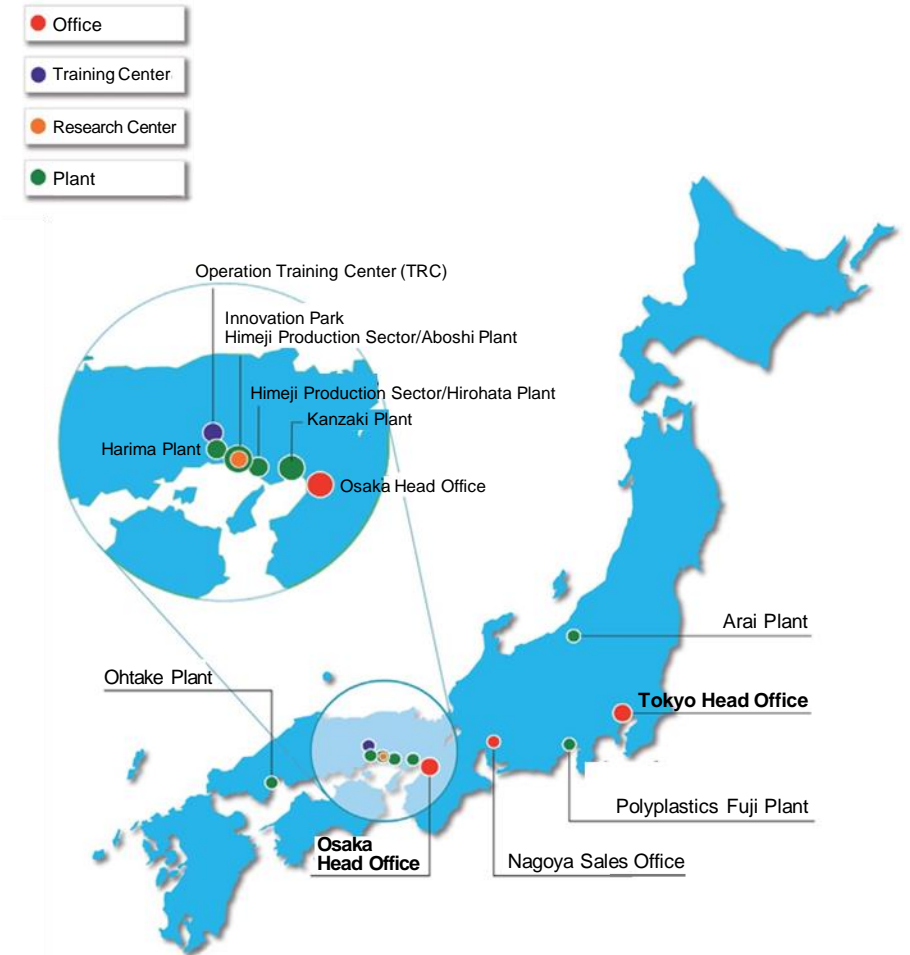 Office
Training Center
Research Center
Plant
Operation Training Center (TRC)
Innovation Park
Himeji Production Sector/Aboshi Plant
Himeji Production Sector/Hirohata Plant
Kanzaki Plant
Harima Plant
Osaka Head Office
Arai Plant
Ohtake Plant
Tokyo Head Office
Polyplastics Fuji Plant
Osaka
Head Office
Nagoya Sales Office